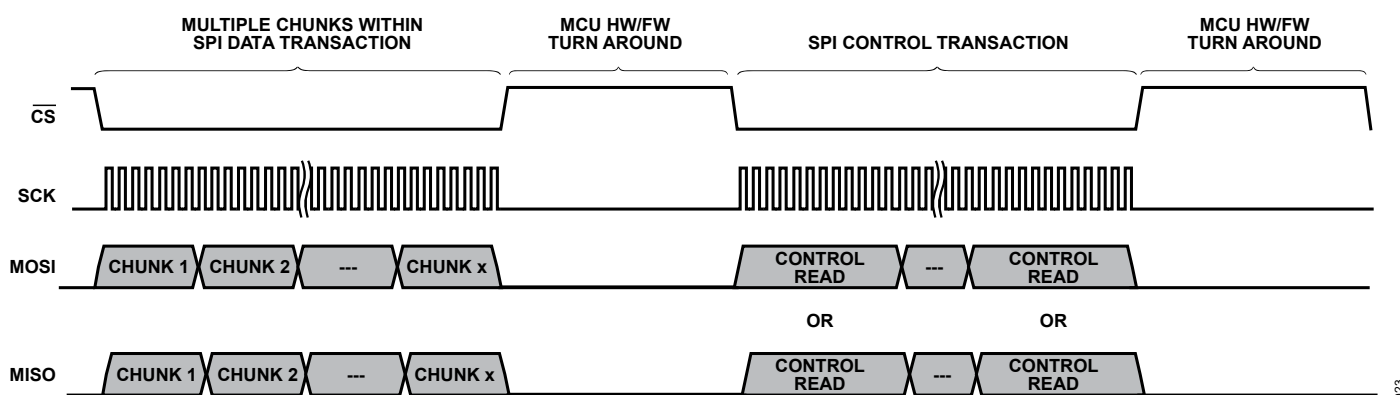 MULTIPLE CHUNKS WITHIN
SPI DATA TRANSACTION
MCU HW/FW
TURN AROUND
SPI CONTROL TRANSACTION
MCU HW/FW
TURN AROUND
CS
SCK
MOSI
CHUNK 1
CHUNK 2
---
CHUNK x
CONTROL
READ
---
CONTROL
READ
OR
OR
MISO
CHUNK 1
CHUNK 2
---
CHUNK x
CONTROL
READ
---
CONTROL
READ